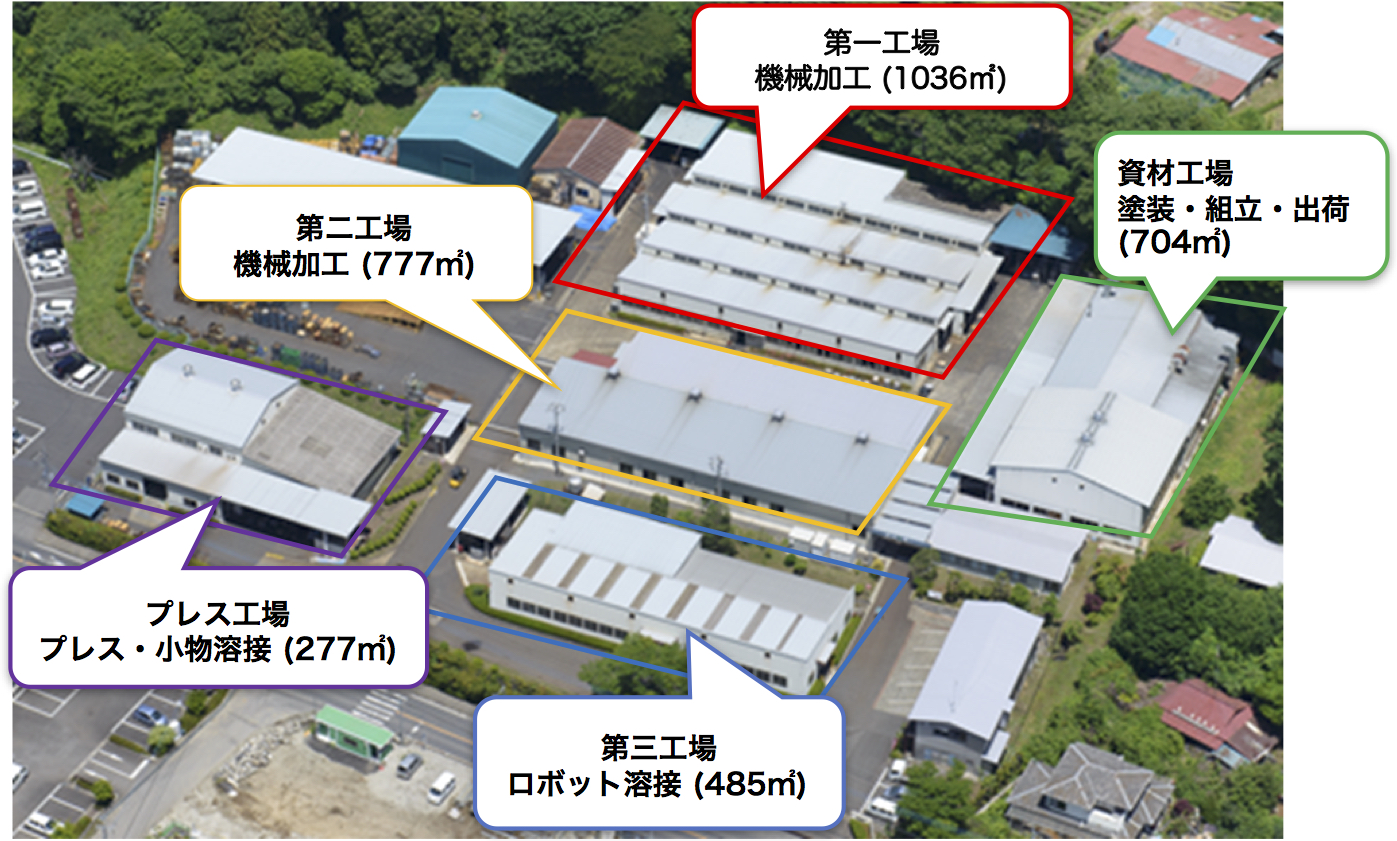 第一工場
機械加工 (1036㎡)
資材工場
塗装・組立・出荷
(704㎡)
第二工場
機械加工 (777㎡)
プレス工場
プレス・小物溶接 (277㎡)
第三工場
ロボット溶接 (485㎡)